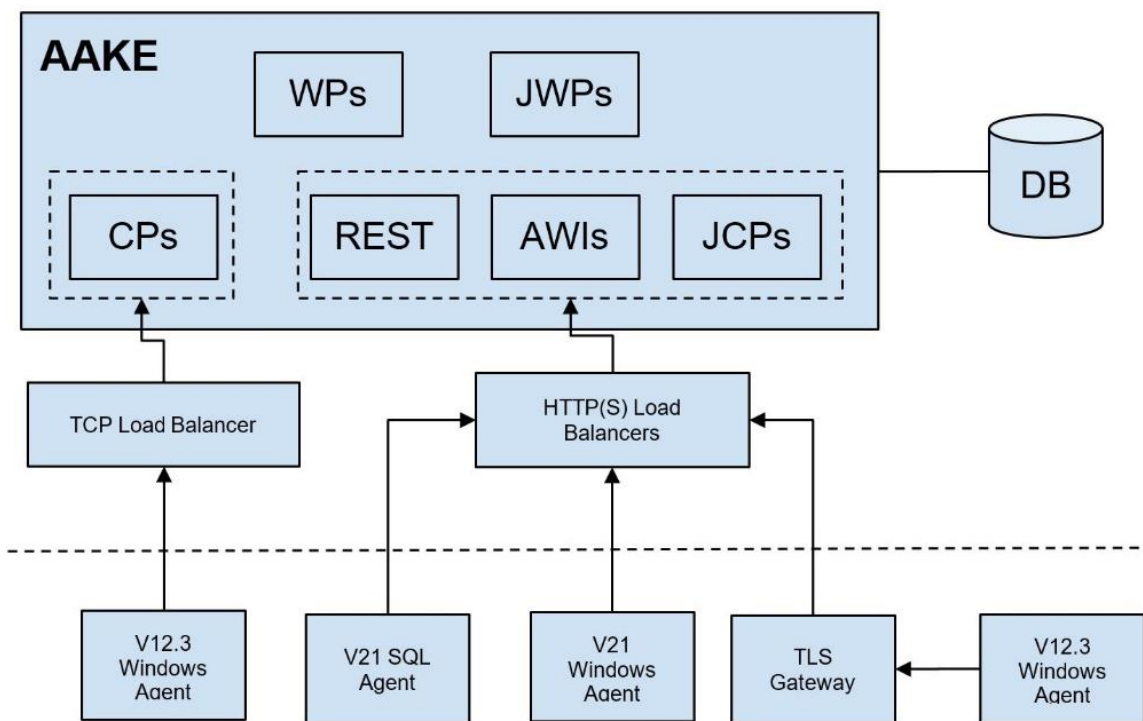 AAKE
WPs
JWPs
DB
CPs
REST
AWIs
JCPs
TCP Load Balancer
HTTP(S) Load
Balancers
V12.3
Windows
Agent
V21 SQL
Agent
V21
Windows
Agent
TLS
Gateway
V12.3
Windows
Agent